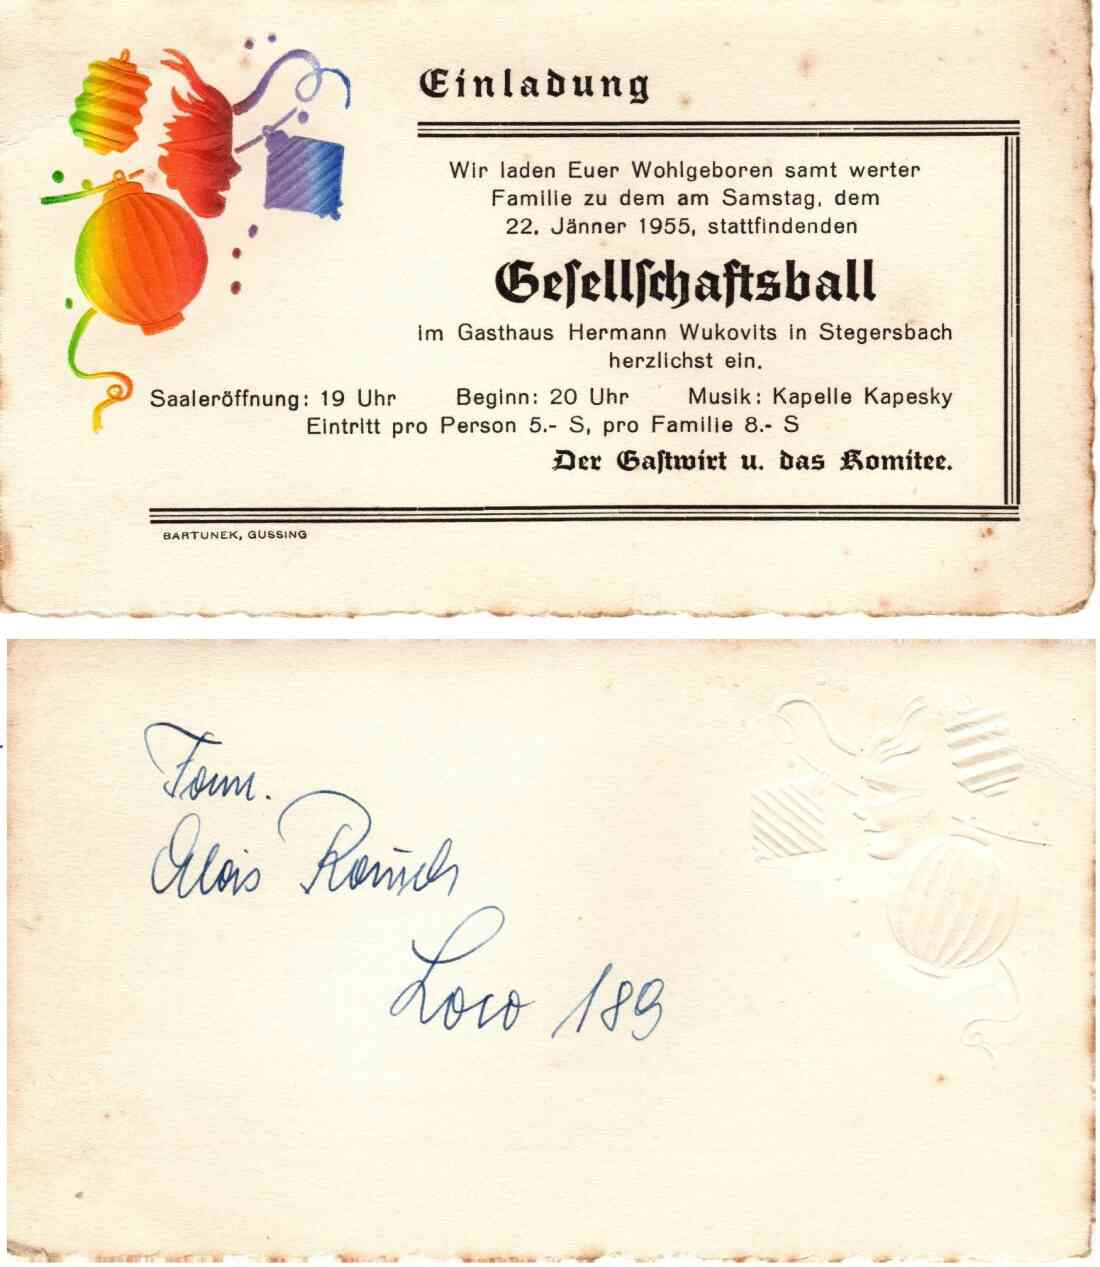 Einladung
Wir laden Euer Wohlgeboren samt werter
Familie zu dem am Samstag, dem
22. Jänner 1955, stattfindenden
Gesellschaftsball
im Gasthaus Hermann Wukovits in Stegersbach
herzlichst ein.
Saaleröffnung: 19 Uhr Beginn: 20 Uhr Musik: Kapelle Kapesky
Eintritt pro Person 5.- S, pro Familie 8.- S
Der Gastwirt u. das Komitee.
BARTUNEK, GÜSSING
Fam.
Alois Rausch
Loco 189